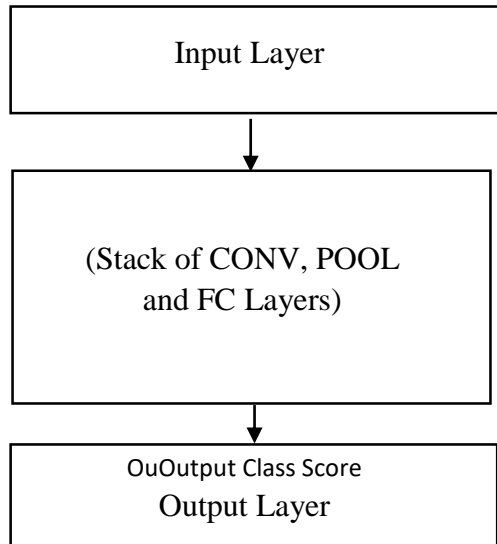 Input Layer
(Stack of CONV, POOL
and FC Layers)
OuOutput Class Score
Output Layer